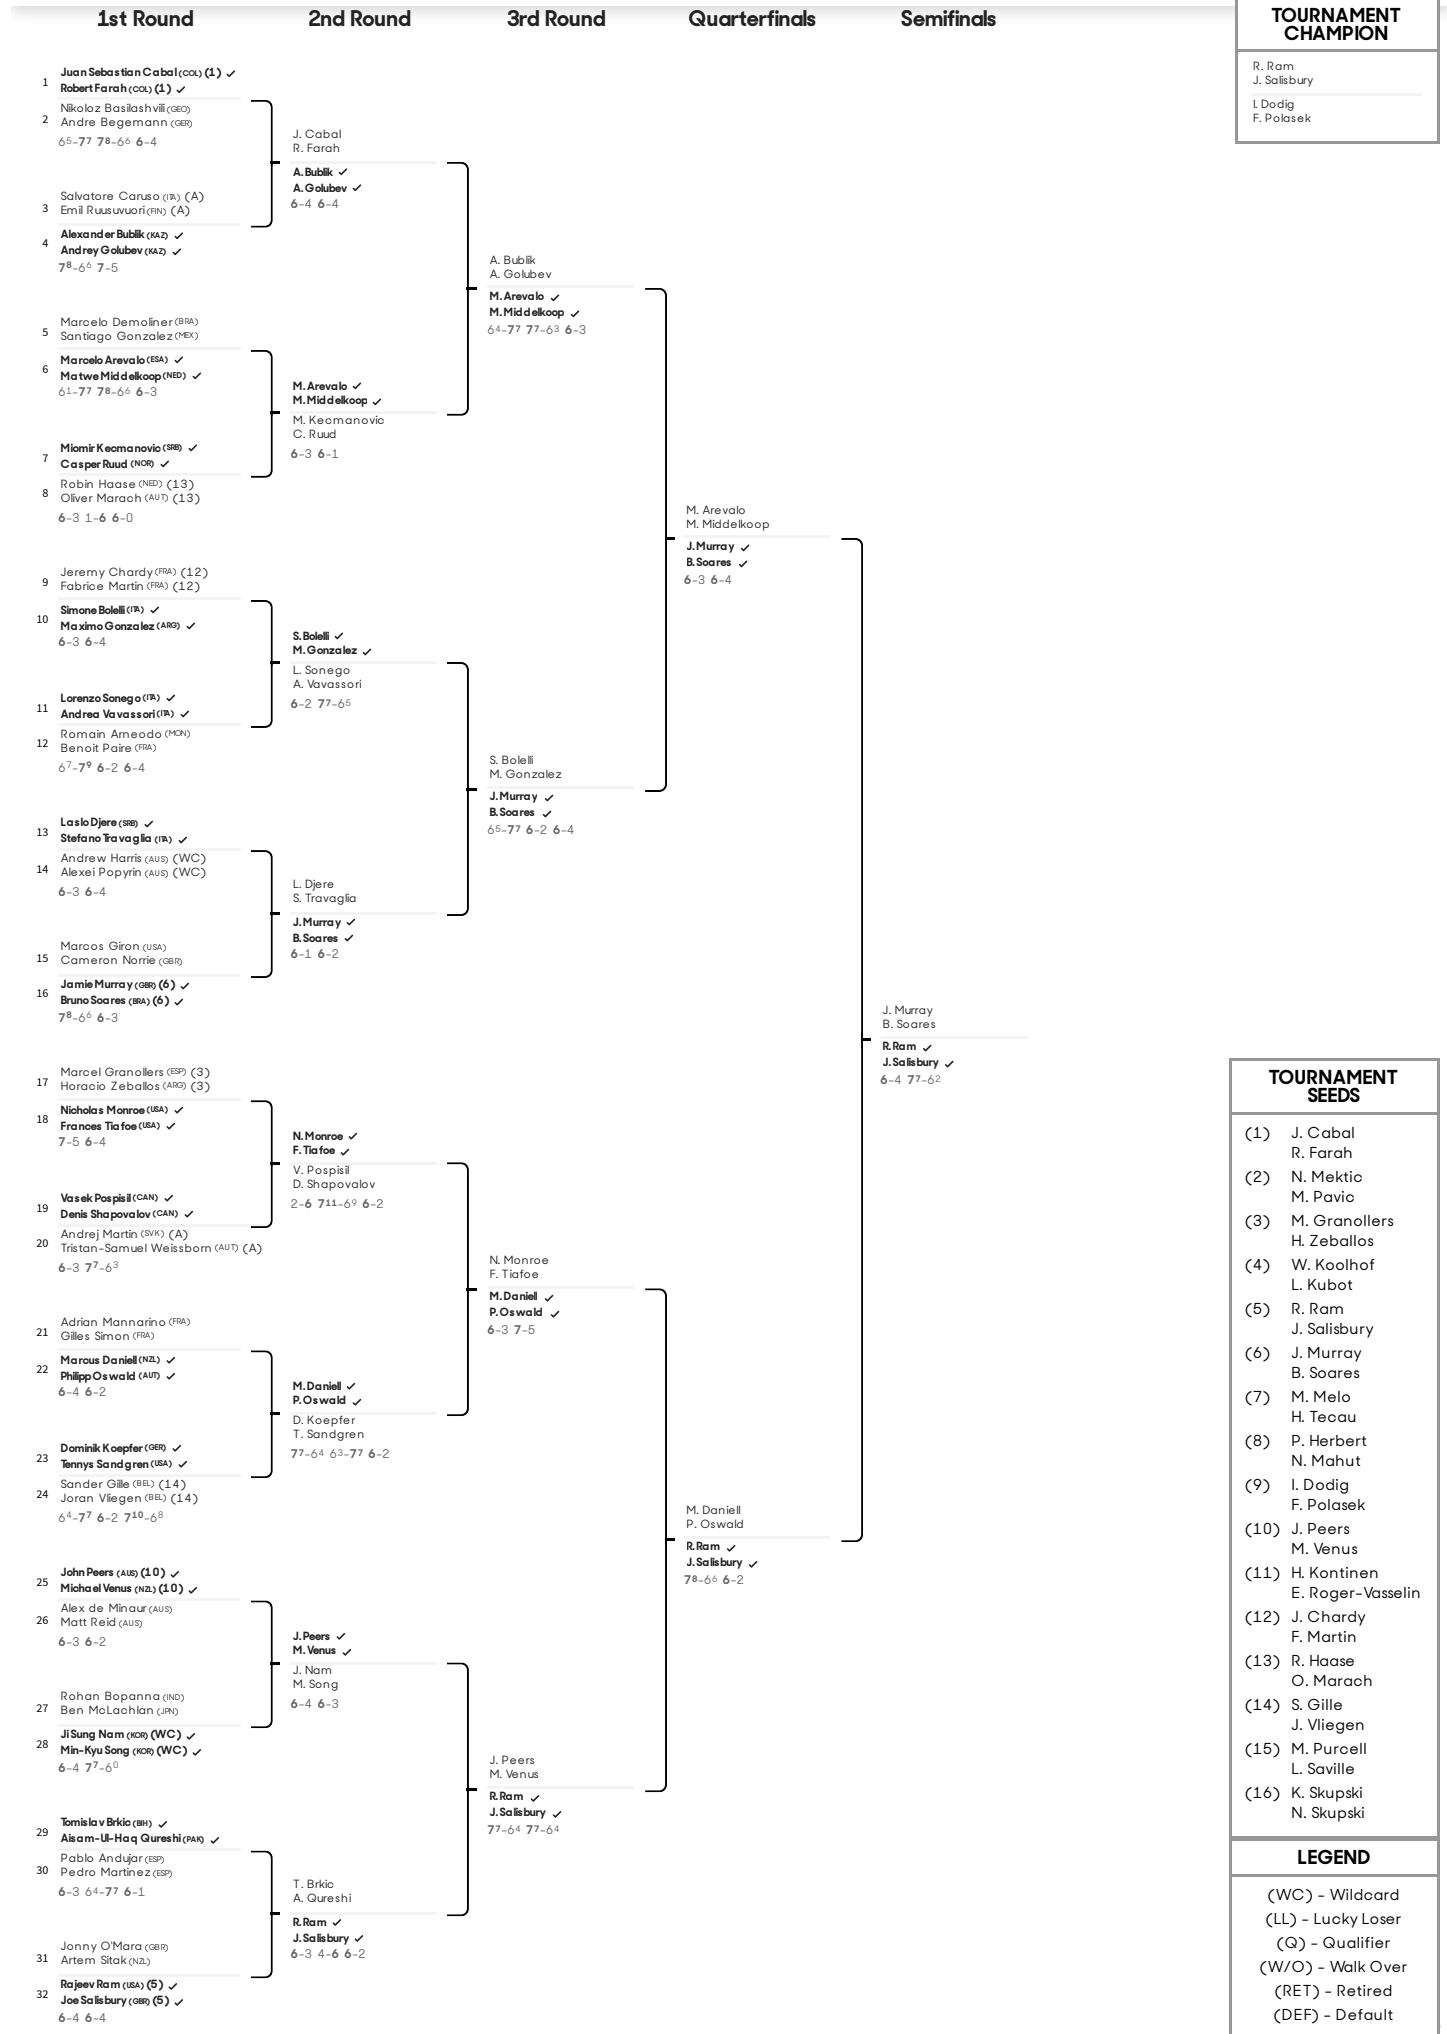 1st Round
2nd Round
3rd Round
Quarterfinals
Semifinals
TOURNAMENT
CHAMPION
R. Ram
J. Salisbury
I. Dodig
F. Polasek
1
Juan Sebastian Cabal (COL) (1) ✓
Robert Farah (COL) (1) ✓
2
Nikoloz Basilashvili (GEO)
Andre Begemann (GER)
6⁵-7⁷ 7⁸-6⁶ 6-4
3
Salvatore Caruso (ITA) (A)
Emil Ruusuvuori (FIN) (A)
4
Alexander Bublik (KAZ) ✓
Andrey Golubev (KAZ) ✓
7⁸-6⁶ 7-5
5
Marcelo Demoliner (BRA)
Santiago Gonzalez (MEX)
6
Marcelo Arevalo (ESA) ✓
Matwe Middelkoop (NED) ✓
6¹-7⁷ 7⁸-6⁶ 6-3
7
Miomir Kecmanovic (SRB) ✓
Casper Ruud (NOR) ✓
8
Robin Haase (NED) (13)
Oliver Marach (AUT) (13)
6-3 1-6 6-0
9
Jeremy Chardy (FRA) (12)
Fabrice Martin (FRA) (12)
10
Simone Bolelli (ITA) ✓
Maximo Gonzalez (ARG) ✓
6-3 6-4
11
Lorenzo Sonego (ITA) ✓
Andrea Vavassori (ITA) ✓
12
Romain Arneodo (MON)
Benoit Paire (FRA)
6⁷-7⁹ 6-2 6-4
13
Laslo Djere (SRB) ✓
Stefano Travaglia (ITA) ✓
14
Andrew Harris (AUS) (WC)
Alexei Popyrin (AUS) (WC)
6-3 6-4
15
Marcos Giron (USA)
Cameron Norrie (GBR)
16
Jamie Murray (GBR) (6) ✓
Bruno Soares (BRA) (6) ✓
7⁸-6⁶ 6-3
17
Marcel Granollers (ESP) (3)
Horacio Zeballos (ARG) (3)
18
Nicholas Monroe (USA) ✓
Frances Tiafoe (USA) ✓
7-5 6-4
19
Vasek Pospisil (CAN) ✓
Denis Shapovalov (CAN) ✓
20
Andrej Martin (SVK) (A)
Tristan-Samuel Weissborn (AUT) (A)
6-3 7⁷-6³
21
Adrian Mannarino (FRA)
Gilles Simon (FRA)
22
Marcus Daniell (NZL) ✓
Philipp Oswald (AUT) ✓
6-4 6-2
23
Dominik Koepfer (GER) ✓
Tennys Sandgren (USA) ✓
24
Sander Gille (BEL) (14)
Joran Vliegen (BEL) (14)
6⁴-7⁷ 6-2 7¹⁰-6⁸
25
John Peers (AUS) (10) ✓
Michael Venus (NZL) (10) ✓
26
Alex de Minaur (AUS)
Matt Reid (AUS)
6-3 6-2
27
Rohan Bopanna (IND)
Ben McLachlan (JPN)
28
Ji Sung Nam (KOR) (WC) ✓
Min-Kyu Song (KOR) (WC) ✓
6-4 7⁷-6⁰
29
Tomislav Brkic (BIH) ✓
Aisam-Ul-Haq Qureshi (PAK) ✓
30
Pablo Andujar (ESP)
Pedro Martinez (ESP)
6-3 6⁴-7⁷ 6-1
31
Jonny O'Mara (GBR)
Artem Sitak (NZL)
32
Rajeev Ram (USA) (5) ✓
Joe Salisbury (GBR) (5) ✓
6-4 6-4
J. Cabal
R. Farah
A. Bublik ✓
A. Golubev ✓
6-4 6-4
M. Arevalo ✓
M. Middelkoop ✓
M. Kecmanovic
C. Ruud
6-3 6-1
S. Bolelli ✓
M. Gonzalez ✓
L. Sonego
A. Vavassori
6-2 7⁷-6⁵
L. Djere
S. Travaglia
J. Murray ✓
B. Soares ✓
6-1 6-2
N. Monroe ✓
F. Tiafoe ✓
V. Pospisil
D. Shapovalov
2-6 7¹¹-6⁹ 6-2
M. Daniell ✓
P. Oswald ✓
D. Koepfer
T. Sandgren
7⁷-6⁴ 6³-7⁷ 6-2
J. Peers ✓
M. Venus ✓
J. Nam
M. Song
6-4 6-3
T. Brkic
A. Qureshi
R. Ram ✓
J. Salisbury ✓
6-3 4-6 6-2
A. Bublik
A. Golubev
M. Arevalo ✓
M. Middelkoop ✓
6⁴-7⁷ 7⁷-6³ 6-3
S. Bolelli
M. Gonzalez
J. Murray ✓
B. Soares ✓
6⁵-7⁷ 6-2 6-4
N. Monroe
F. Tiafoe
M. Daniell ✓
P. Oswald ✓
6-3 7-5
J. Peers
M. Venus
R. Ram ✓
J. Salisbury ✓
7⁷-6⁴ 7⁷-6⁴
M. Arevalo
M. Middelkoop
J. Murray ✓
B. Soares ✓
6-3 6-4
M. Daniell
P. Oswald
R. Ram ✓
J. Salisbury ✓
7⁸-6⁶ 6-2
J. Murray
B. Soares
R. Ram ✓
J. Salisbury ✓
6-4 7⁷-6²
TOURNAMENT
SEEDS
(1) J. Cabal
R. Farah
(2) N. Mektic
M. Pavic
(3) M. Granollers
H. Zeballos
(4) W. Koolhof
L. Kubot
(5) R. Ram
J. Salisbury
(6) J. Murray
B. Soares
(7) M. Melo
H. Tecau
(8) P. Herbert
N. Mahut
(9) I. Dodig
F. Polasek
(10) J. Peers
M. Venus
(11) H. Kontinen
E. Roger-Vasselin
(12) J. Chardy
F. Martin
(13) R. Haase
O. Marach
(14) S. Gille
J. Vliegen
(15) M. Purcell
L. Saville
(16) K. Skupski
N. Skupski
LEGEND
(WC) - Wildcard
(LL) - Lucky Loser
(Q) - Qualifier
(W/O) - Walk Over
(RET) - Retired
(DEF) - Default